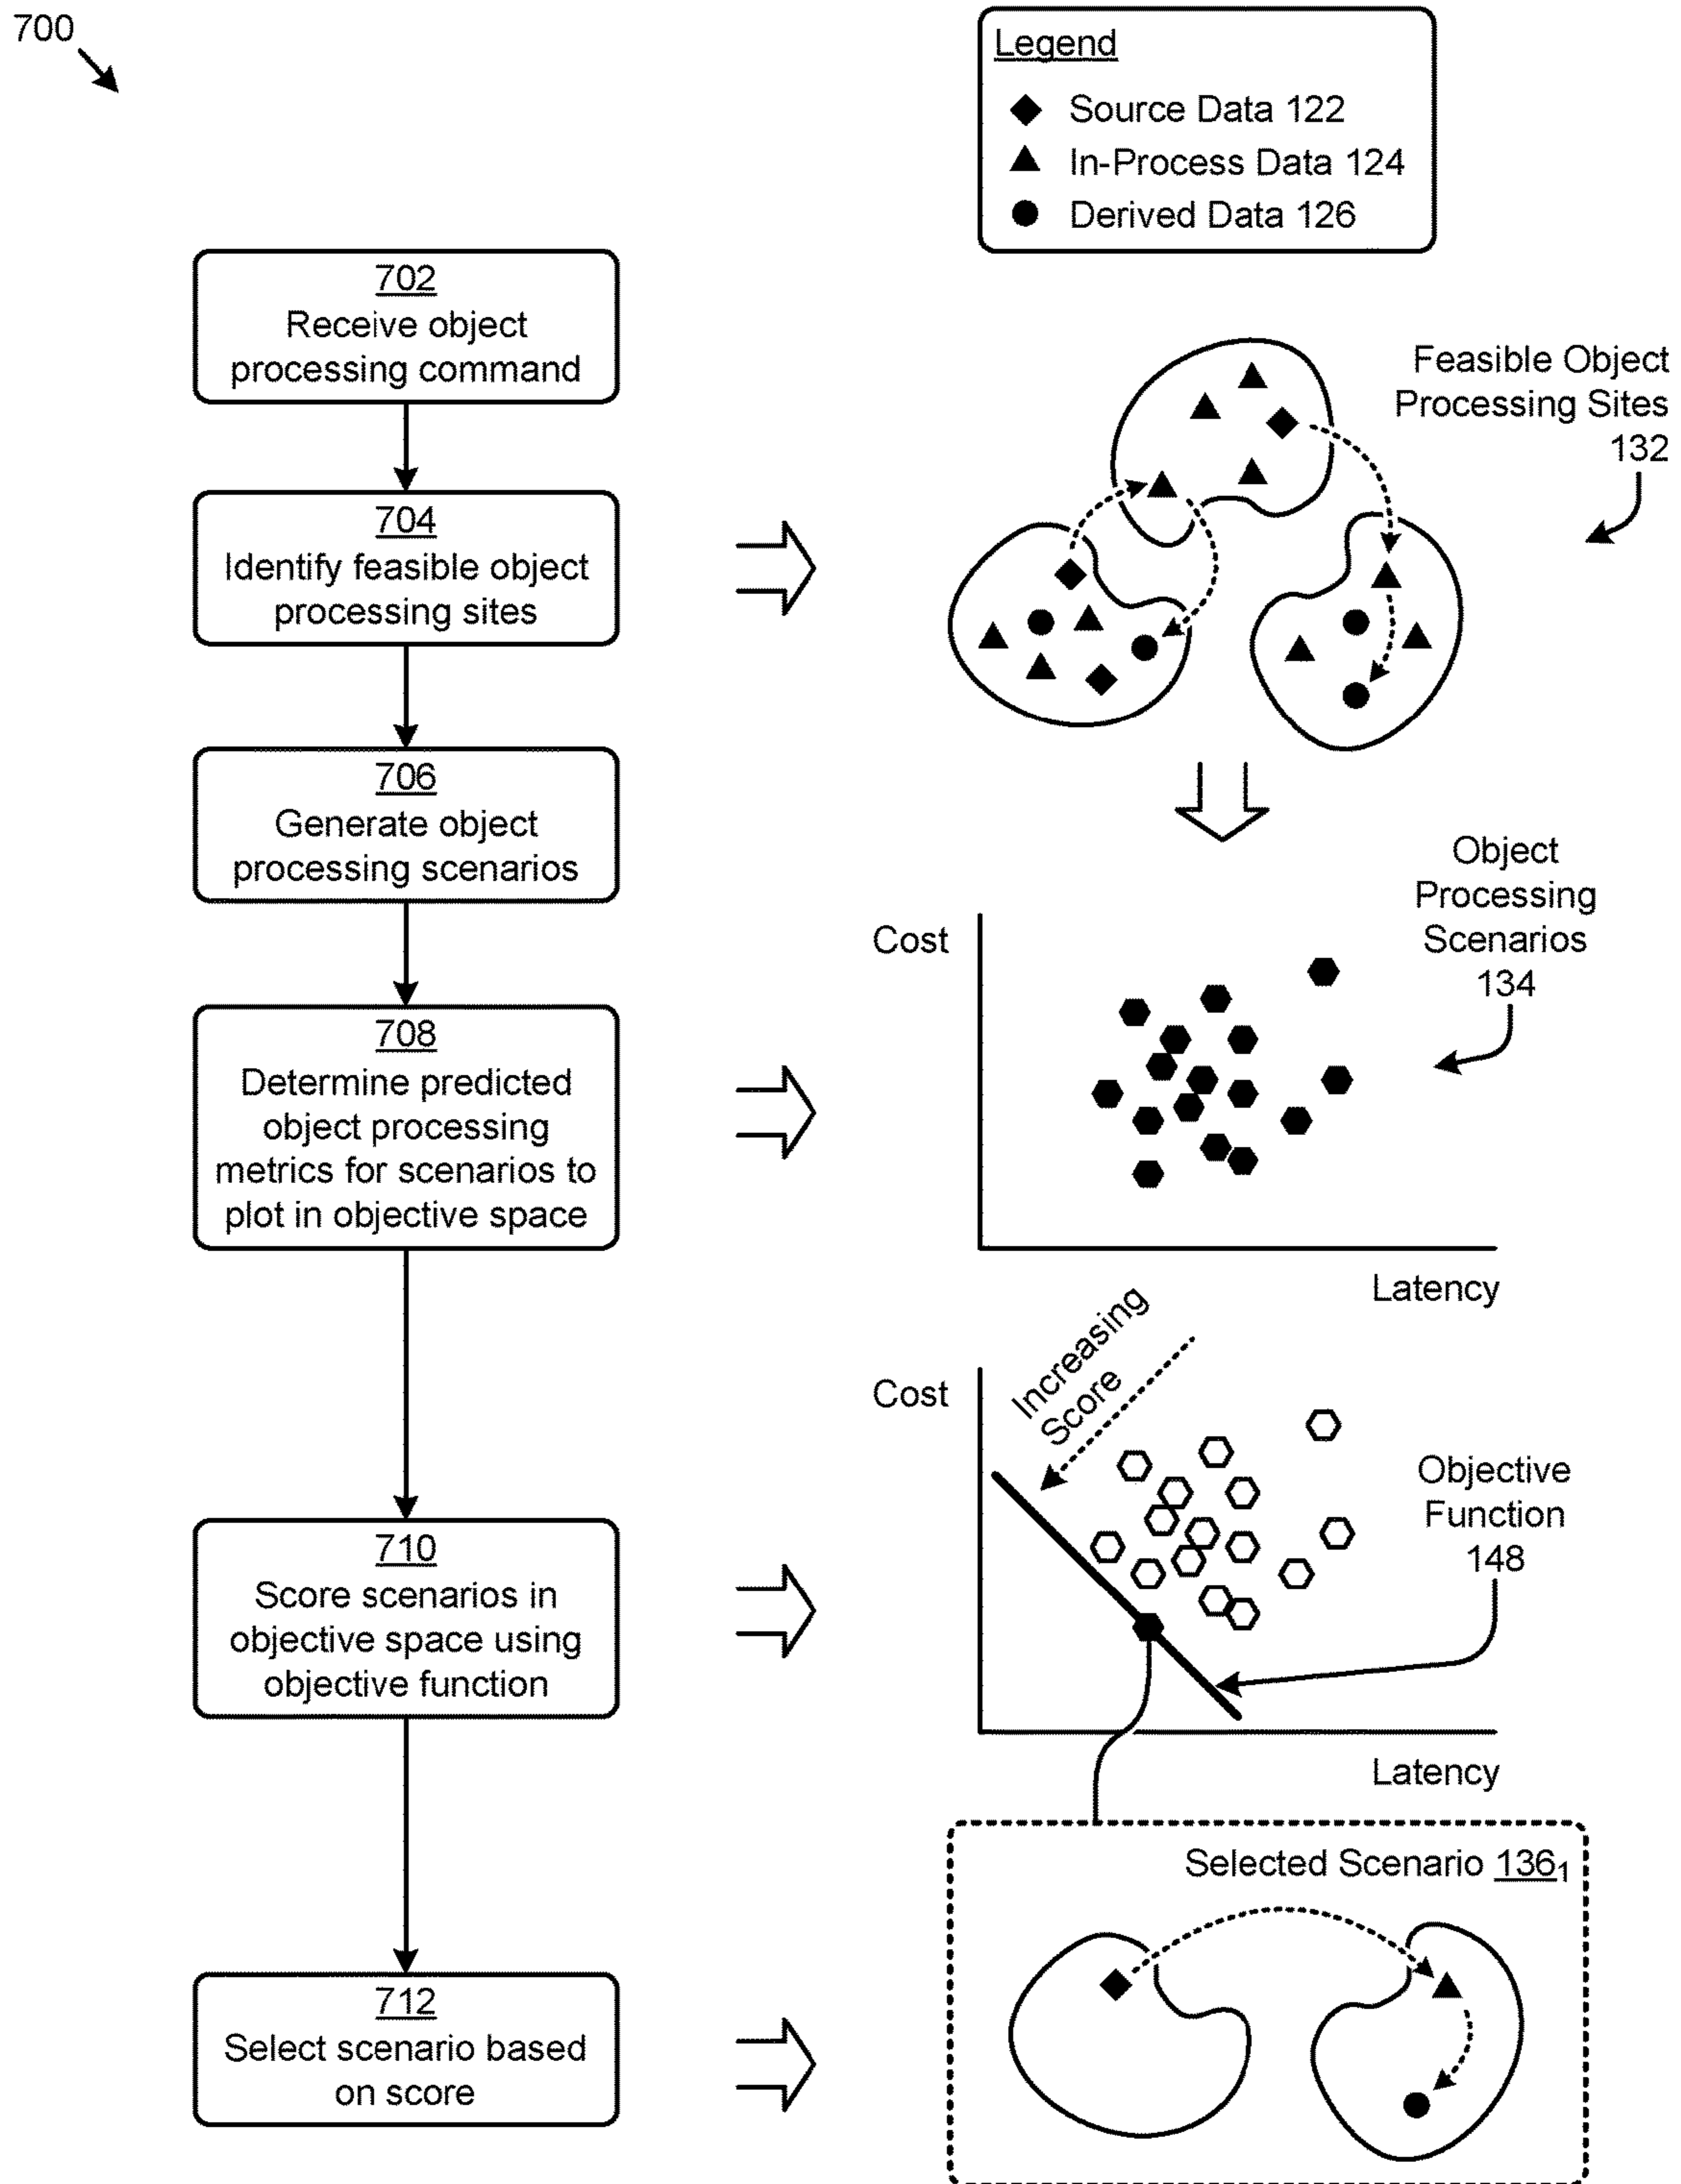 700
Legend
Source Data 122
In-Process Data 124
Derived Data 126
702
Receive object
processing command
704
Identify feasible object
processing sites
Feasible Object
Processing Sites
132
706
Generate object
processing scenarios
Object
Processing
Scenarios
134
Cost
Latency
708
Determine predicted
object processing
metrics for scenarios to
plot in objective space
Increasing
Score
Cost
Objective
Function
148
Latency
710
Score scenarios in
objective space using
objective function
Selected Scenario 136₁
712
Select scenario based
on score